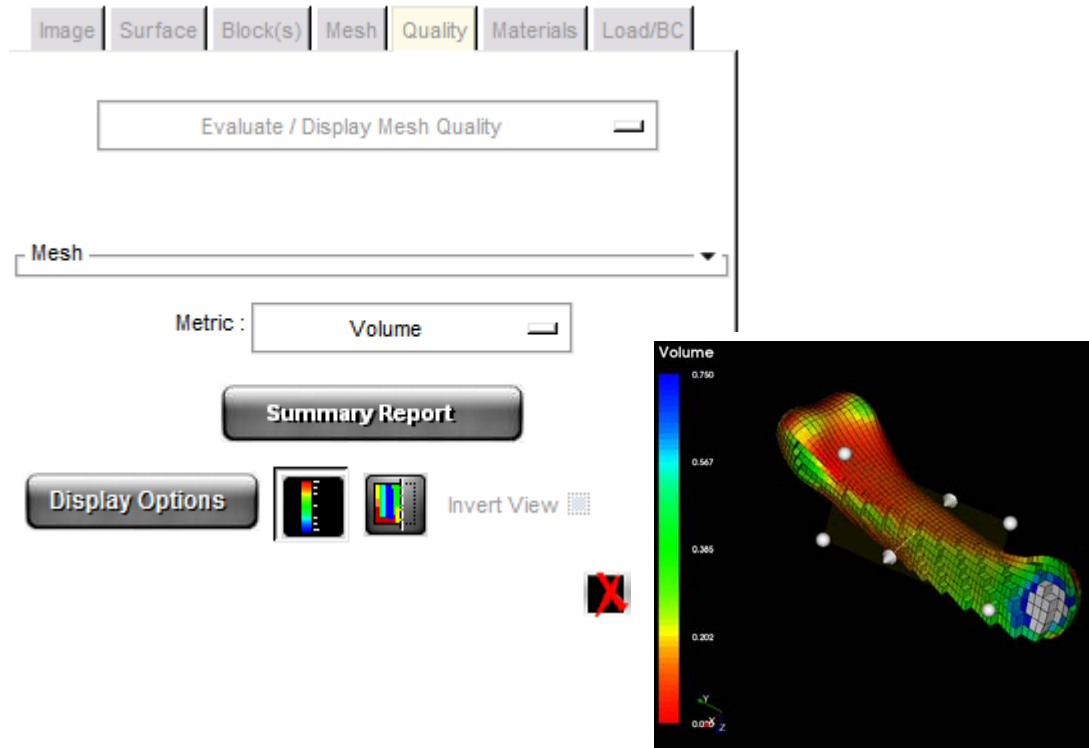 Image Surface Block(s) Mesh Quality Materials Load/BC
Evaluate / Display Mesh Quality
Mesh
Metric : Volume
Summary Report
Display Options
Invert View
Volume
0.750
0.567
0.385
0.202
Y
X
Z